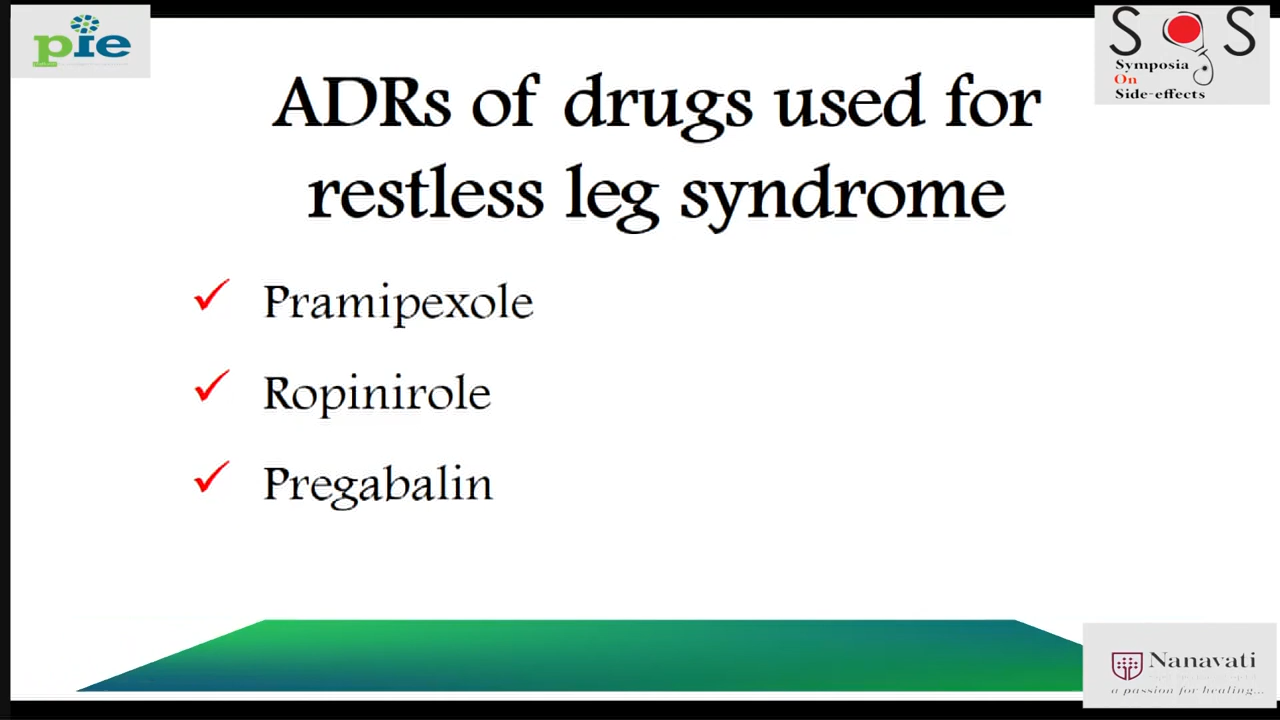 pie
SOS
Symposia
On
Side-effects
ADRs of drugs used for
restless leg syndrome
✓ Pramipexole
✓ Ropinirole
✓ Pregabalin
Nanavati
a passion for healing...